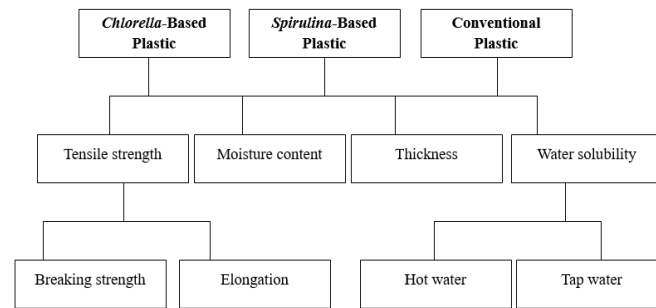 Chlorella-Based
Plastic
Spirulina-Based
Plastic
Conventional
Plastic
Tensile strength
Moisture content
Thickness
Water solubility
Breaking strength
Elongation
Hot water
Tap water